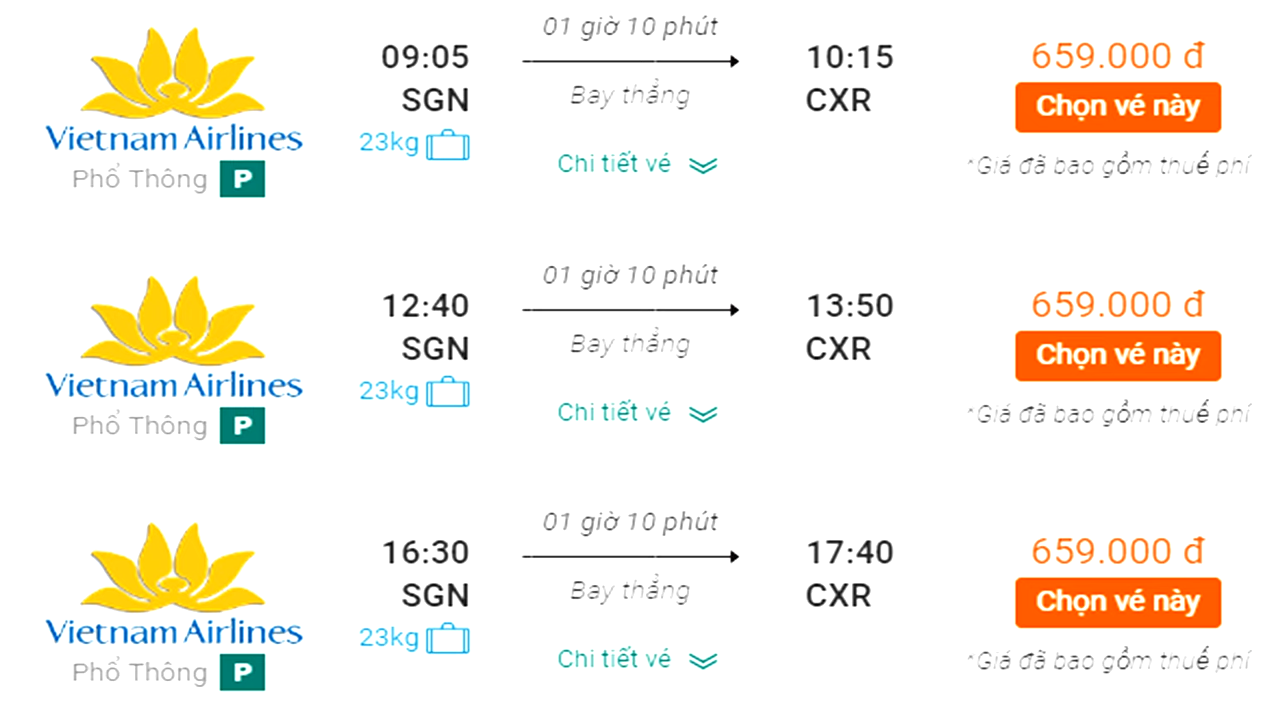 01 giờ 10 phút
09:05 10:15 659.000 đ
SGN Bay thẳng CXR Chọn vé này
Vietnam Airlines 23kg
Phổ Thông P Chi tiết vé *Giá đã bao gồm thuế phí
01 giờ 10 phút
12:40 13:50 659.000 đ
SGN Bay thẳng CXR Chọn vé này
Vietnam Airlines 23kg
Phổ Thông P Chi tiết vé *Giá đã bao gồm thuế phí
01 giờ 10 phút
16:30 17:40 659.000 đ
SGN Bay thẳng CXR Chọn vé này
Vietnam Airlines 23kg
Phổ Thông P Chi tiết vé *Giá đã bao gồm thuế phí